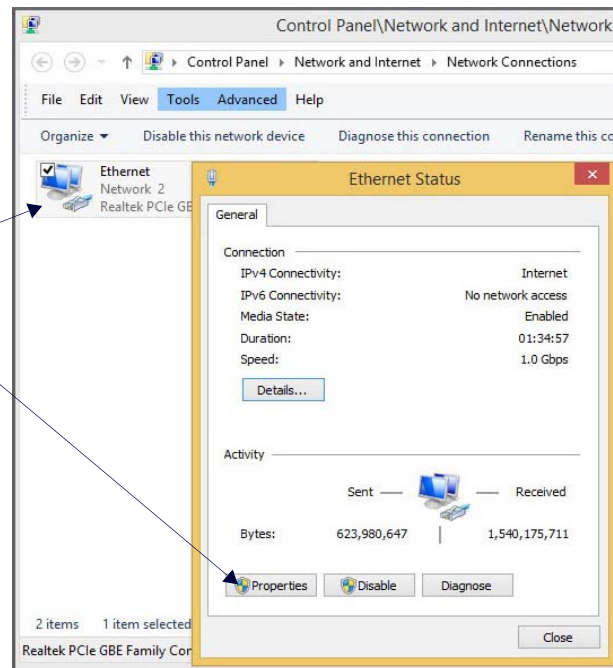 Control Panel\Network and Internet\Network
Control Panel Network and Internet Network Connections
File Edit View Tools Advanced Help
Organize Disable this network device Diagnose this connection Rename this co
Ethernet
Network 2
Realtek PCIe GBE
Ethernet Status
General
Connection
IPv4 Connectivity: Internet
IPv6 Connectivity: No network access
Media State: Enabled
Duration: 01:34:57
Speed: 1.0 Gbps
Details...
Activity
Sent Received
Bytes: 623,980,647 1,540,175,711
Properties Disable Diagnose
2 items 1 item selected
Close
Realtek PCIe GBE Family Con